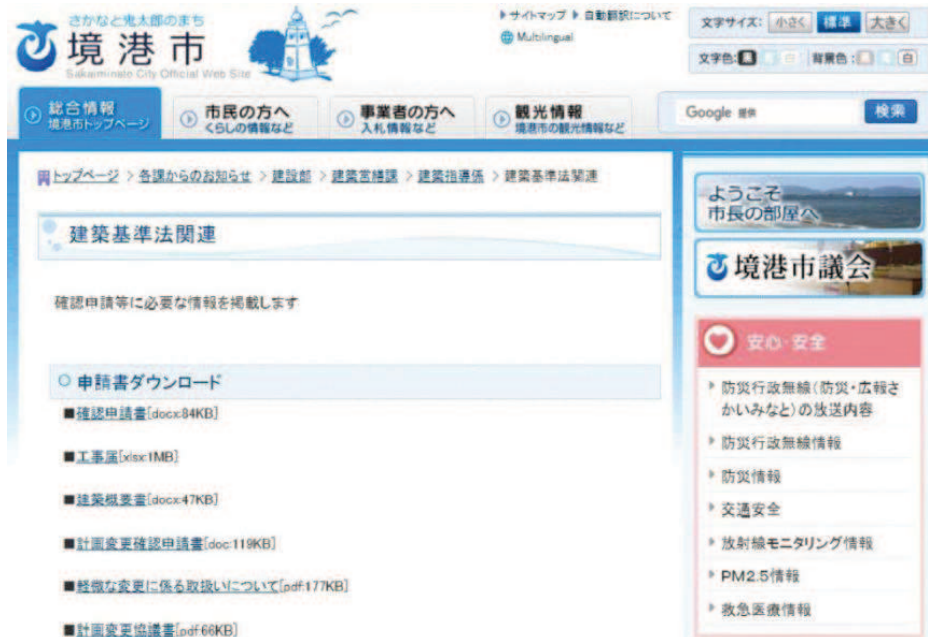 さかなと鬼太郎のまち
境港市
Sakaiminato City Official Web Site
サイトマップ 自動翻訳について
Multilingual
文字サイズ: 小さく 標準 大きく
文字色: 黒 背景色: 白
総合情報
境港市トップページ
市民の方へ
くらしの情報など
事業者の方へ
入札情報など
観光情報
境港市の観光情報など
Google 提供 検索
トップページ > 各課からのお知らせ > 建設部 > 建築営繕課 > 建築指導係 > 建築基準法関連
建築基準法関連
確認申請等に必要な情報を掲載します
申請書ダウンロード
■確認申請書[docx:84KB]
■工事届[xlsx:1MB]
■建築概要書[docx:47KB]
■計画変更確認申請書[doc:119KB]
■軽微な変更に係る取扱いについて[pdf:177KB]
■計画変更協議書[pdf:66KB]
ようこそ
市長の部屋へ
境港市議会
安心・安全
防災行政無線(防災・広報さ
かいみなと)の放送内容
防災行政無線情報
防災情報
交通安全
放射線モニタリング情報
PM2.5情報
救急医療情報